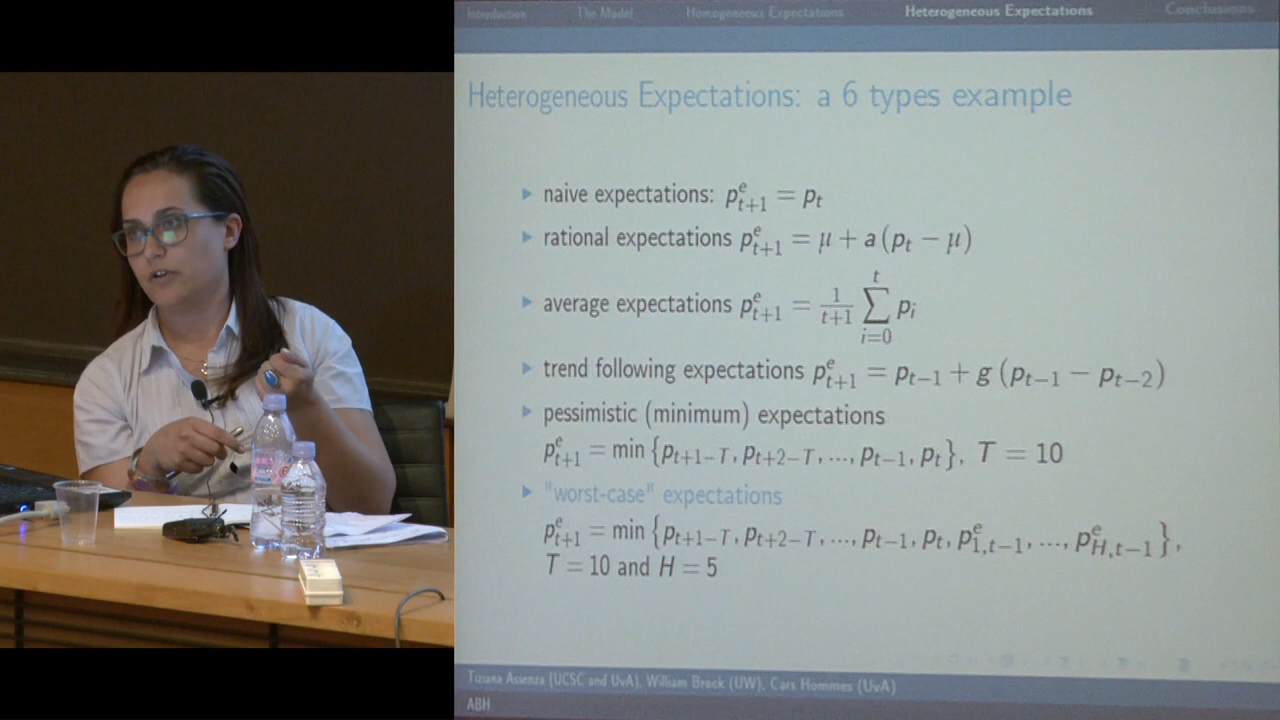 Introduction The Model Homogeneous Expectations Heterogeneous Expectations Conclusions
Heterogeneous Expectations: a 6 types example
naive expectations: p^e_{t+1} = p_t
rational expectations p^e_{t+1} = μ + a (p_t − μ)
average expectations p^e_{t+1} = \frac{1}{t+1} \sum_{i=0}^{t} p_i
trend following expectations p^e_{t+1} = p_{t−1} + g (p_{t−1} − p_{t−2})
pessimistic (minimum) expectations
p^e_{t+1} = min {p_{t+1−T}, p_{t+2−T}, ..., p_{t−1}, p_t}, T = 10
"worst-case" expectations
p^e_{t+1} = min {p_{t+1−T}, p_{t+2−T}, ..., p_{t−1}, p_t, p^e_{1,t−1}, ..., p^e_{H,t−1}},
T = 10 and H = 5
Tiziana Assenza (UCSC and UvA), William Brock (UW), Cars Hommes (UvA)
ABH